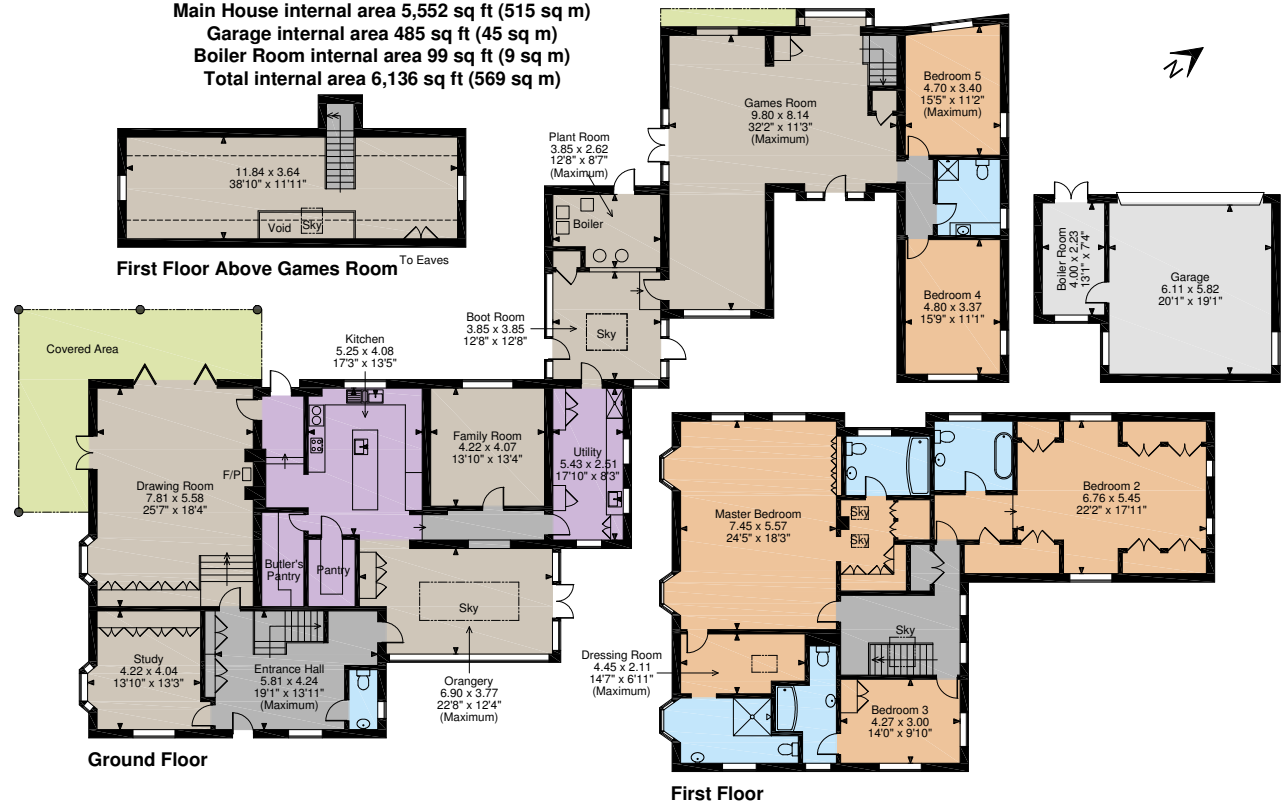 Main House internal area 5,552 sq ft (515 sq m)
Garage internal area 485 sq ft (45 sq m)
Boiler Room internal area 99 sq ft (9 sq m)
Total internal area 6,136 sq ft (569 sq m)
11.84 x 3.64
38'10" x 11'11"
Void
Sky
To Eaves
First Floor Above Games Room
Plant Room
3.85 x 2.62
12'8" x 8'7"
(Maximum)
Boiler
Games Room
9.80 x 8.14
32'2" x 11'3"
(Maximum)
Bedroom 5
4.70 x 3.40
15'5" x 11'2"
(Maximum)
Bedroom 4
4.80 x 3.37
15'9" x 11'1"
N
Boiler Room
4.00 x 2.23
13'1" x 7'4"
Garage
6.11 x 5.82
20'1" x 19'1"
Boot Room
3.85 x 3.85
12'8" x 12'8"
Sky
Covered Area
Kitchen
5.25 x 4.08
17'3" x 13'5"
Family Room
4.22 x 4.07
13'10" x 13'4"
Utility
5.43 x 2.51
17'10" x 8'3"
F/P
Drawing Room
7.81 x 5.58
25'7" x 18'4"
Butler's
Pantry
Pantry
Sky
Study
4.22 x 4.04
13'10" x 13'3"
Entrance Hall
5.81 x 4.24
19'1" x 13'11"
(Maximum)
Orangery
6.90 x 3.77
22'8" x 12'4"
(Maximum)
Ground Floor
Master Bedroom
7.45 x 5.57
24'5" x 18'3"
Sky
Sky
Bedroom 2
6.76 x 5.45
22'2" x 17'11"
Sky
Dressing Room
4.45 x 2.11
14'7" x 6'11"
(Maximum)
Bedroom 3
4.27 x 3.00
14'0" x 9'10"
First Floor